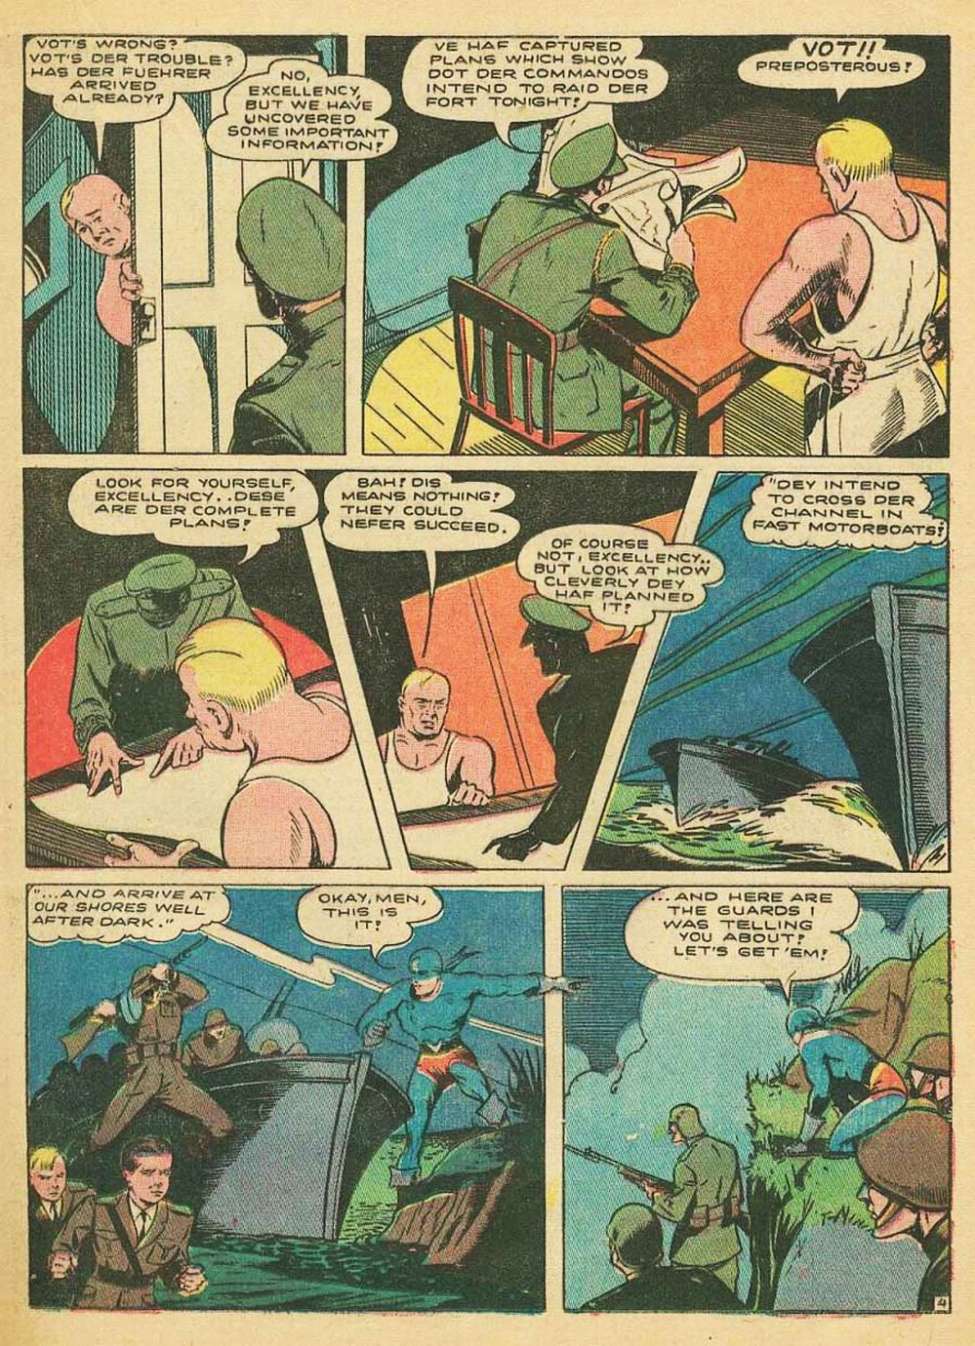 VOT'S WRONG?
VOT'S DER TROUBLE?
HAS DER FUEHRER
ARRIVED
ALREADY?
NO,
EXCELLENCY,
BUT WE HAVE
UNCOVERED
SOME IMPORTANT
INFORMATION!
VE HAF CAPTURED
PLANS WHICH SHOW
DOT DER COMMANDOS
INTEND TO RAID DER
FORT TONIGHT!
VOT!!
PREPOSTEROUS!
LOOK FOR YOURSELF,
EXCELLENCY..DESE
ARE DER COMPLETE
PLANS!
BAH! DIS
MEANS NOTHING!
THEY COULD
NEFER SUCCEED.
OF COURSE
NOT, EXCELLENCY..
BUT LOOK AT HOW
CLEVERLY DEY
HAF PLANNED
IT!
"DEY INTEND
TO CROSS DER
CHANNEL IN
FAST MOTORBOATS!
"...AND ARRIVE AT
OUR SHORES WELL
AFTER DARK."
OKAY, MEN,
THIS IS
IT!
...AND HERE ARE
THE GUARDS I
WAS TELLING
YOU ABOUT!
LET'S GET 'EM!
4